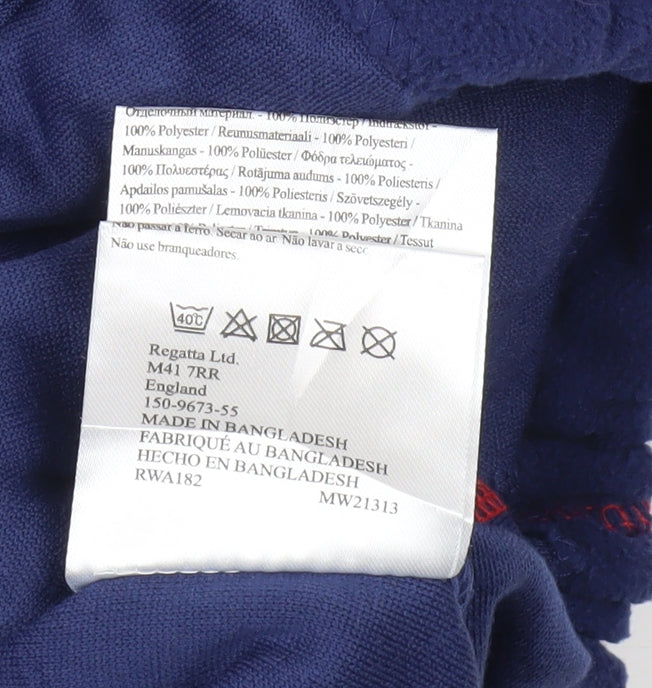 Отделочный материал. - 100% Полиэстер /
100% Polyester / Reunusmateriaali - 100% Polyesteri /
Manuskangas - 100% Polüester / Φόδρα τελειώματος -
100% Πολυεστέρας / Rotājuma audums - 100% Poliesteris /
Apdailos pamušalas - 100% Poliesteris / Szövetszegély -
100% Poliészter / Lemovacia tkanina - 100% Polyester / Tkanina
100% Polyester / Tessut
Não passar a ferro. Secar ao ar. Não lavar a seco
Não use branqueadores.
40°C
Regatta Ltd.
M41 7RR
England
150-9673-55
MADE IN BANGLADESH
FABRIQUÉ AU BANGLADESH
HECHO EN BANGLADESH
RWA182
MW21313